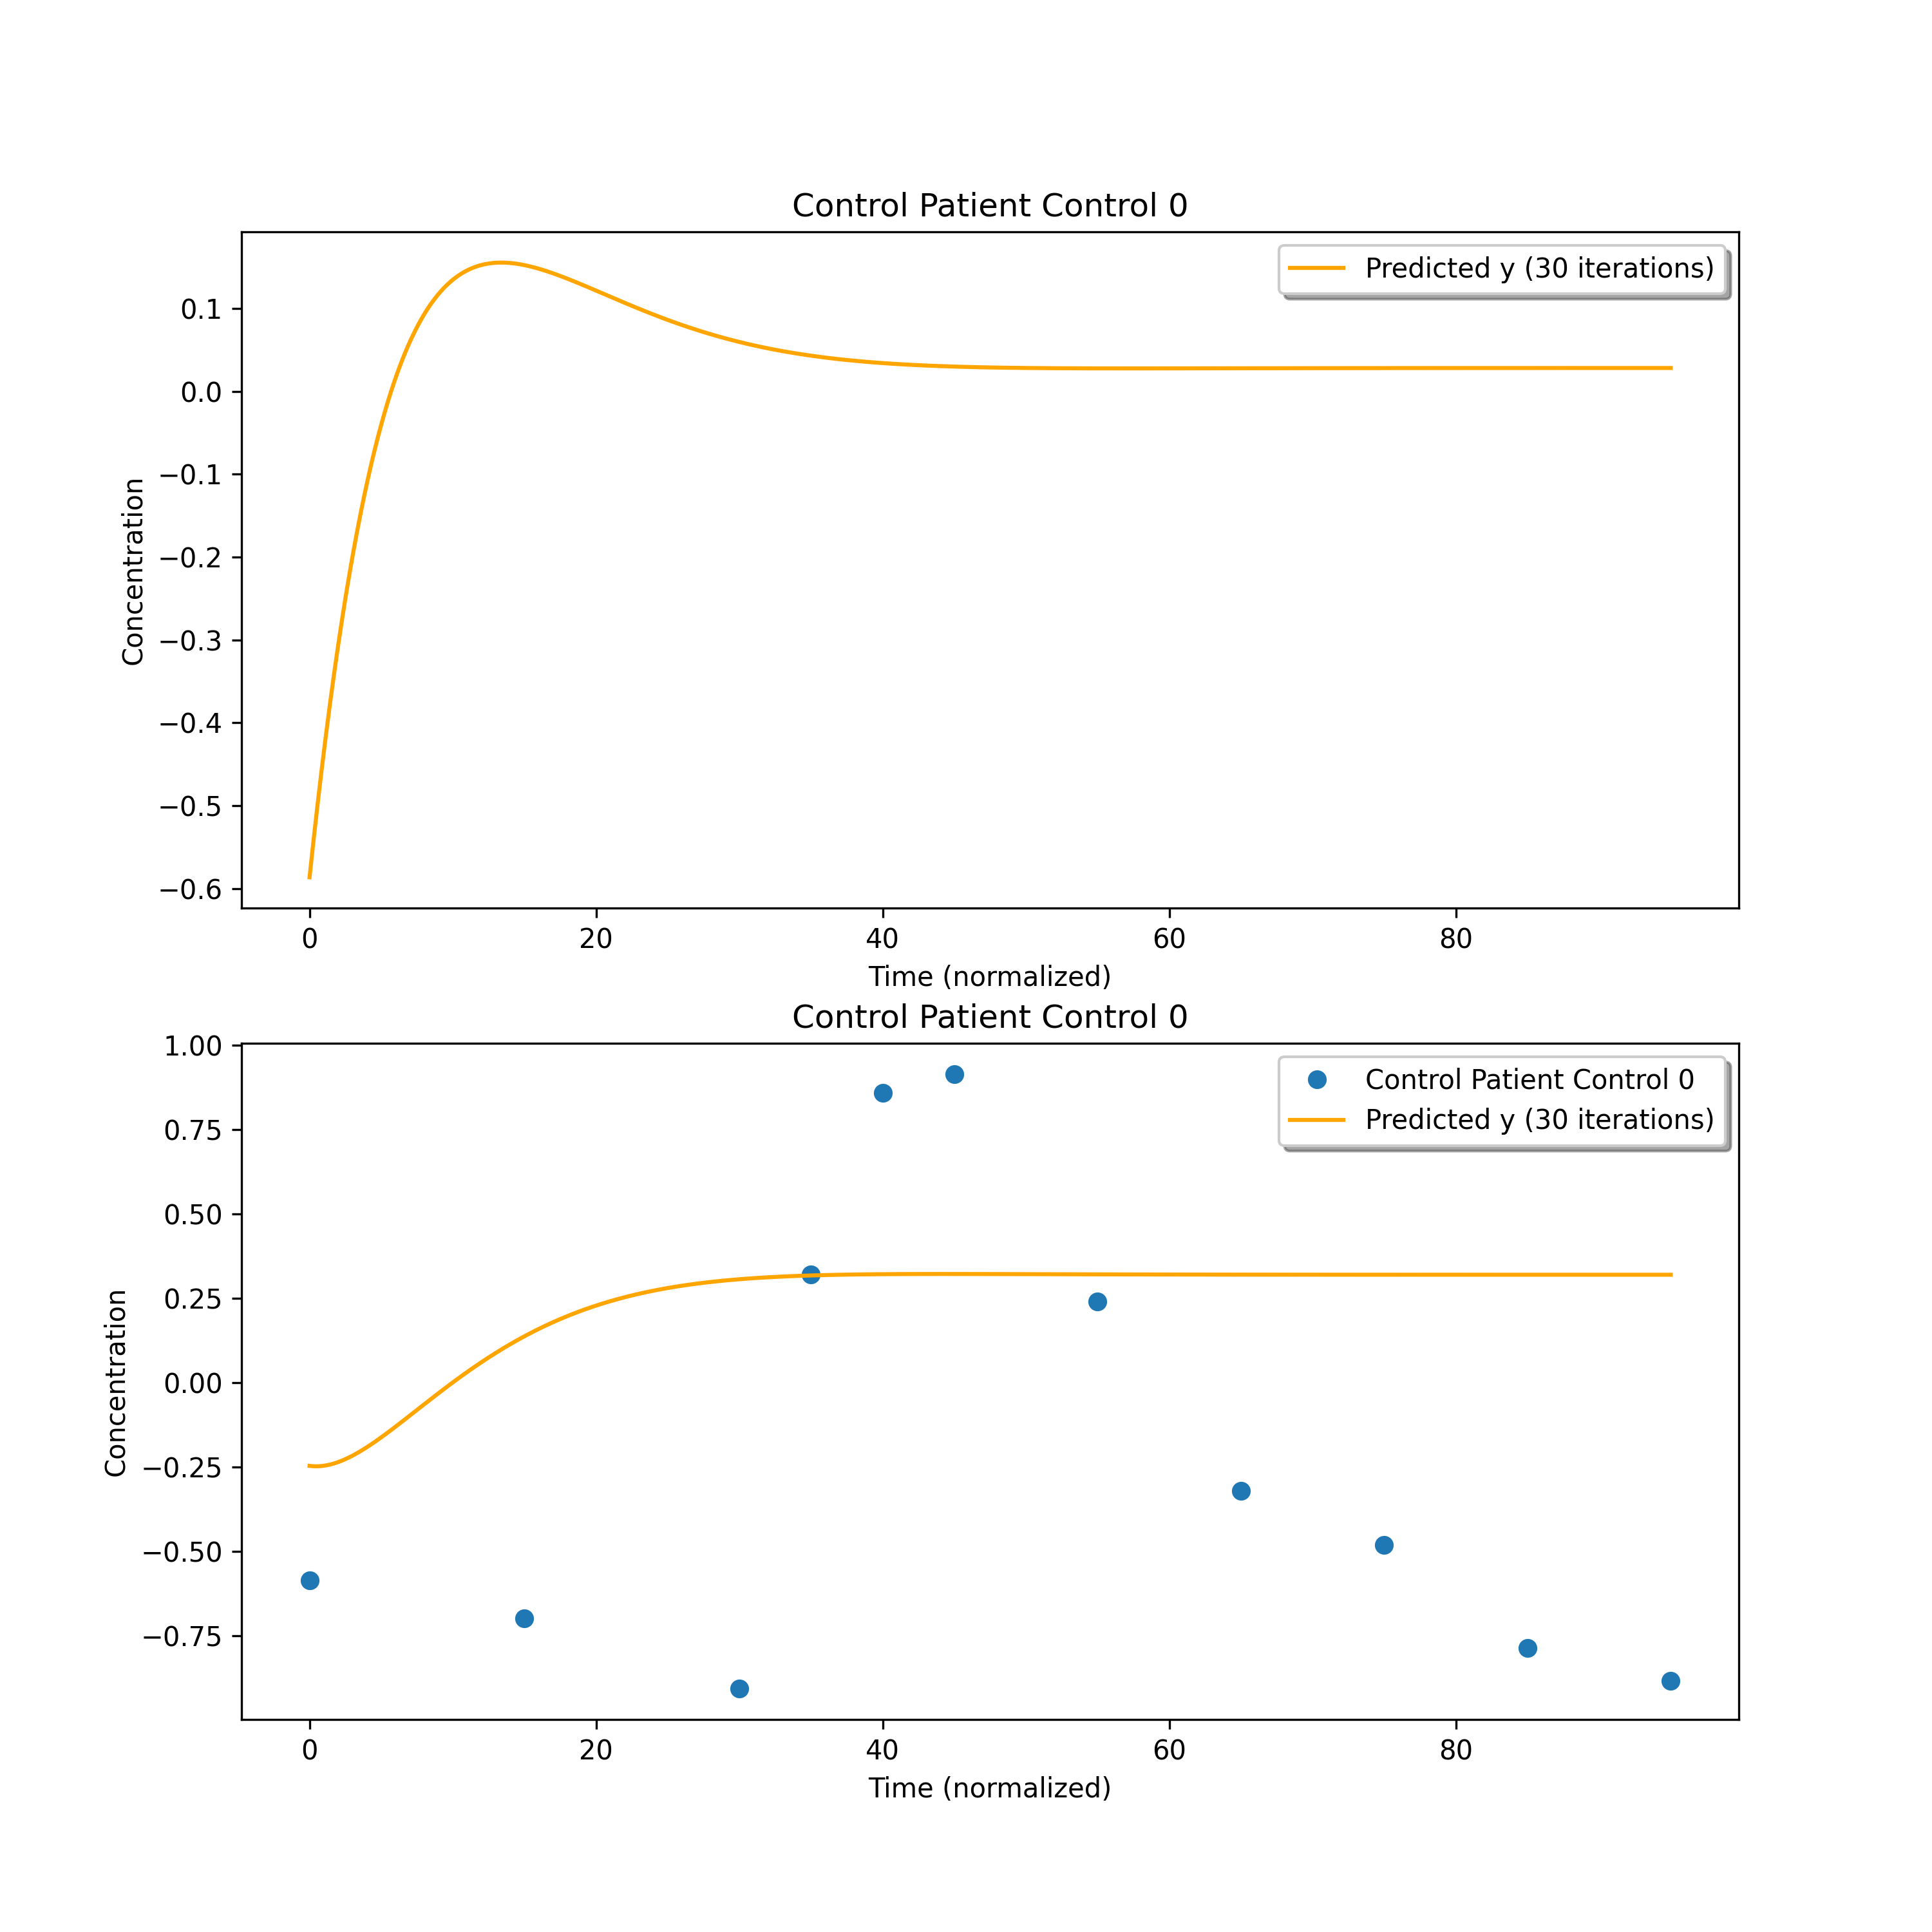 Control Patient Control 0
Predicted y (30 iterations)
0.1
0.0
−0.1
−0.2
−0.3
−0.4
−0.5
−0.6
Concentration
0 20 40 60 80
Time (normalized)
Control Patient Control 0
Control Patient Control 0
Predicted y (30 iterations)
1.00
0.75
0.50
0.25
0.00
−0.25
−0.50
−0.75
Concentration
0 20 40 60 80
Time (normalized)